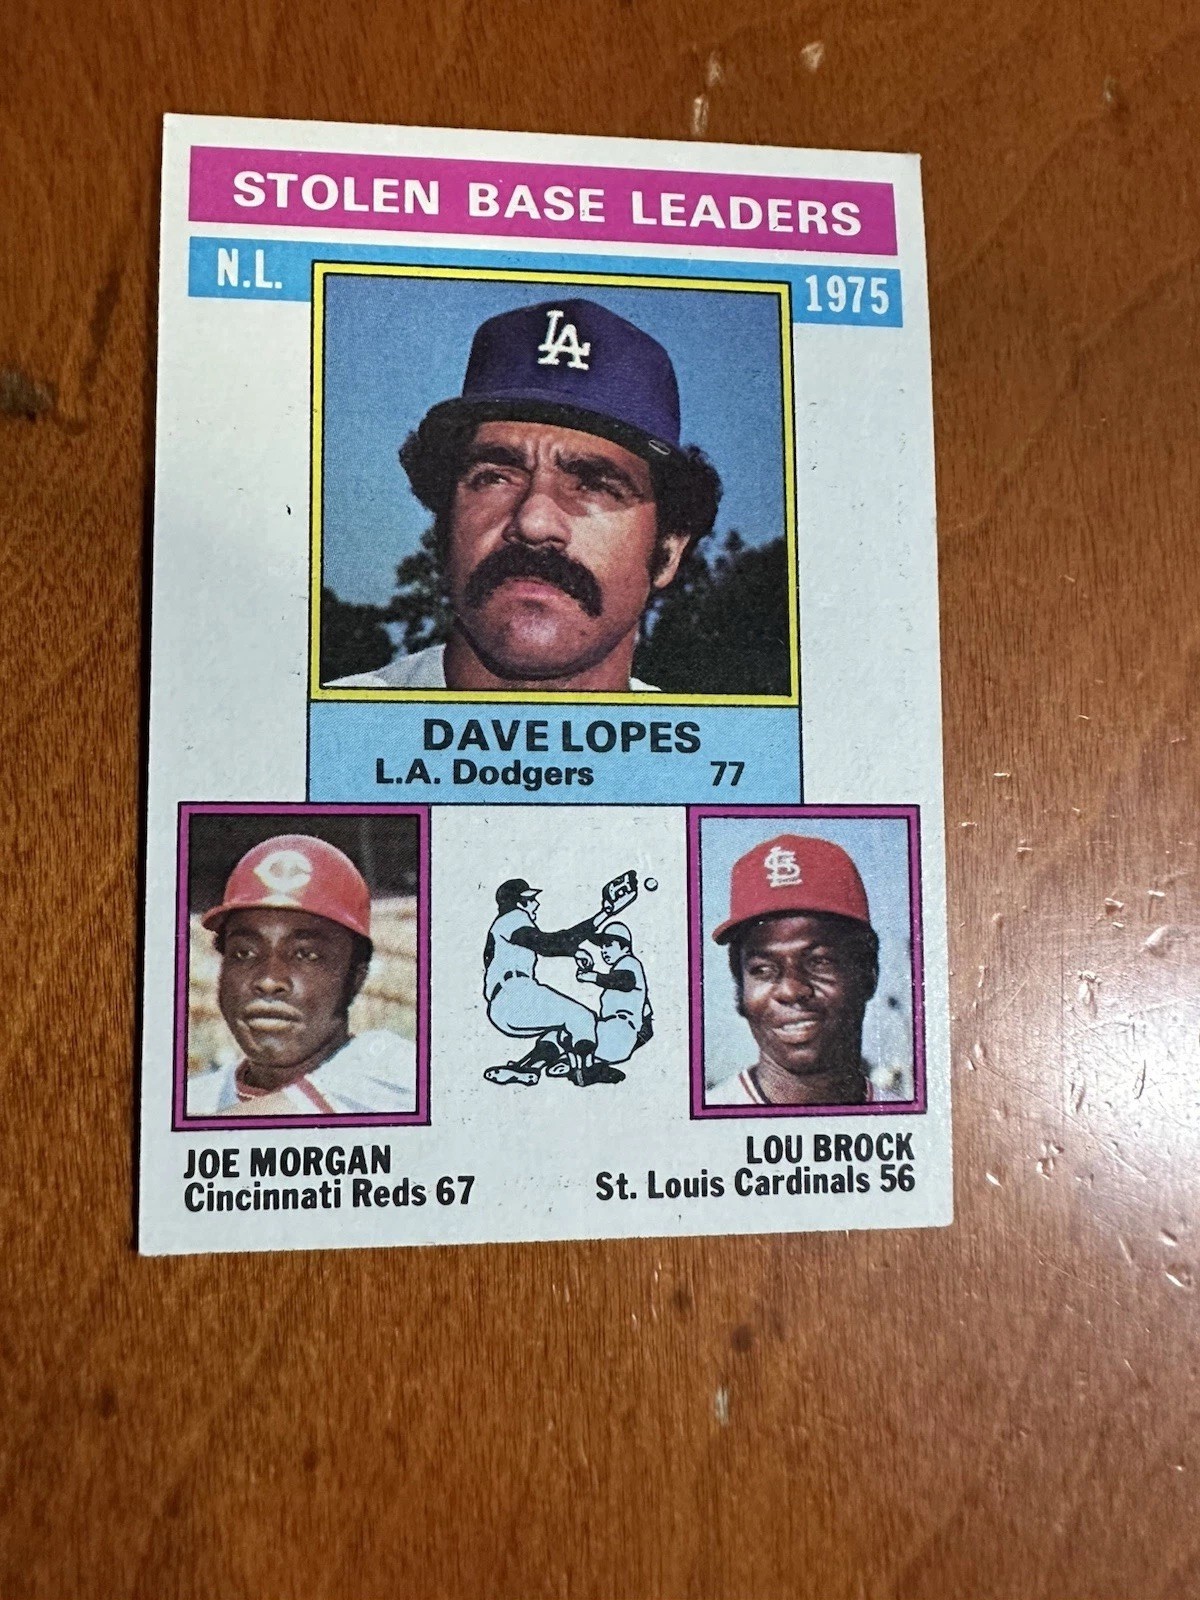 STOLEN BASE LEADERS
N.L.
1975
LA
DAVE LOPES
L.A. Dodgers 77
C
STL
JOE MORGAN
Cincinnati Reds 67
LOU BROCK
St. Louis Cardinals 56